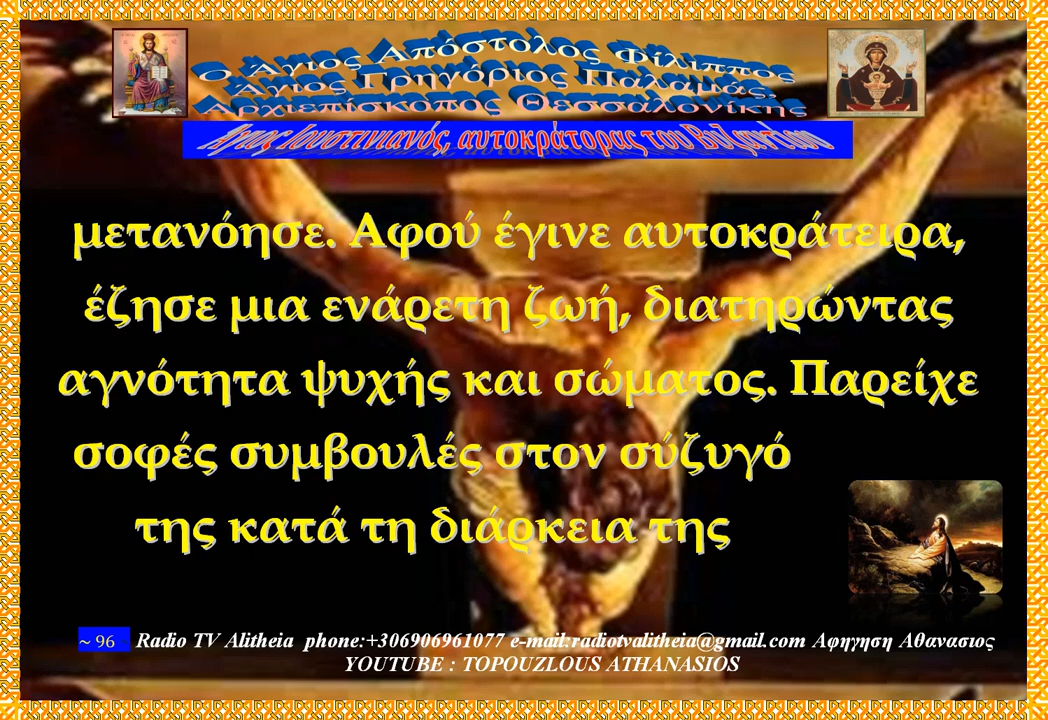 Ο Άγιος Απόστολος Φίλιππος
Άγιος Γρηγόριος Παλαμάς,
Αρχιεπίσκοπος Θεσσαλονίκης
Άγιος Ιουστινιανός, αυτοκράτορας του Βυζαντίου
μετανόησε. Αφού έγινε αυτοκράτειρα,
έζησε μια ενάρετη ζωή, διατηρώντας
αγνότητα ψυχής και σώματος. Παρείχε
σοφές συμβουλές στον σύζυγό
της κατά τη διάρκεια της
~ 96 Radio TV Alitheia phone:+306906961077 e-mail:radiotvalitheia@gmail.com Αφηγηση Αθανασιος
YOUTUBE : TOPOUZLOUS ATHANASIOS